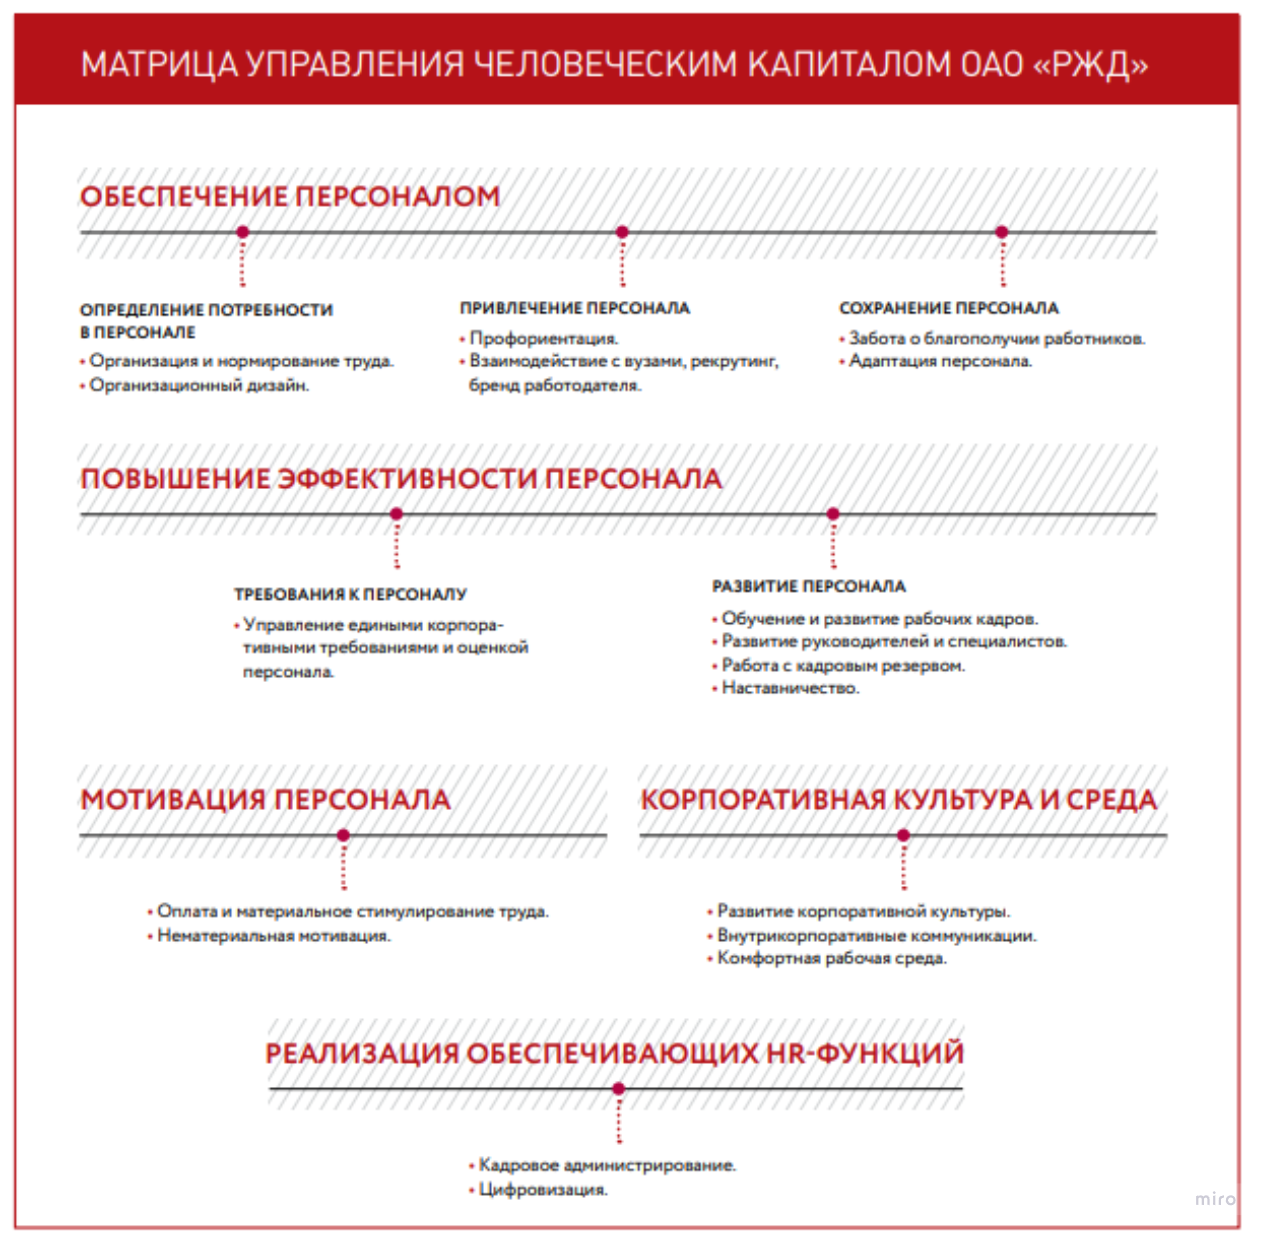 МАТРИЦА УПРАВЛЕНИЯ ЧЕЛОВЕЧЕСКИМ КАПИТАЛОМ ОАО «РЖД»
ОБЕСПЕЧЕНИЕ ПЕРСОНАЛОМ
ОПРЕДЕЛЕНИЕ ПОТРЕБНОСТИ
В ПЕРСОНАЛЕ
• Организация и нормирование труда.
• Организационный дизайн.
ПРИВЛЕЧЕНИЕ ПЕРСОНАЛА
• Профориентация.
• Взаимодействие с вузами, рекрутинг,
бренд работодателя.
СОХРАНЕНИЕ ПЕРСОНАЛА
• Забота о благополучии работников.
• Адаптация персонала.
ПОВЫШЕНИЕ ЭФФЕКТИВНОСТИ ПЕРСОНАЛА
ТРЕБОВАНИЯ К ПЕРСОНАЛУ
• Управление едиными корпора-
тивными требованиями и оценкой
персонала.
РАЗВИТИЕ ПЕРСОНАЛА
• Обучение и развитие рабочих кадров.
• Развитие руководителей и специалистов.
• Работа с кадровым резервом.
• Наставничество.
МОТИВАЦИЯ ПЕРСОНАЛА
• Оплата и материальное стимулирование труда.
• Нематериальная мотивация.
КОРПОРАТИВНАЯ КУЛЬТУРА И СРЕДА
• Развитие корпоративной культуры.
• Внутрикорпоративные коммуникации.
• Комфортная рабочая среда.
РЕАЛИЗАЦИЯ ОБЕСПЕЧИВАЮЩИХ HR-ФУНКЦИЙ
• Кадровое администрирование.
• Цифровизация.
miro